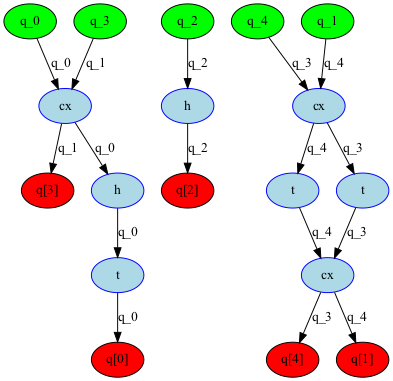 q_0 q_3 q_2 q_4 q_1
q_0 q_1 q_2 q_3 q_4
cx h cx
q_1 q_0 q_2 q_4 q_3
q[3] h q[2] t t
q_0 q_4 q_3
t cx
q_0 q_3 q_4
q[0] q[4] q[1]